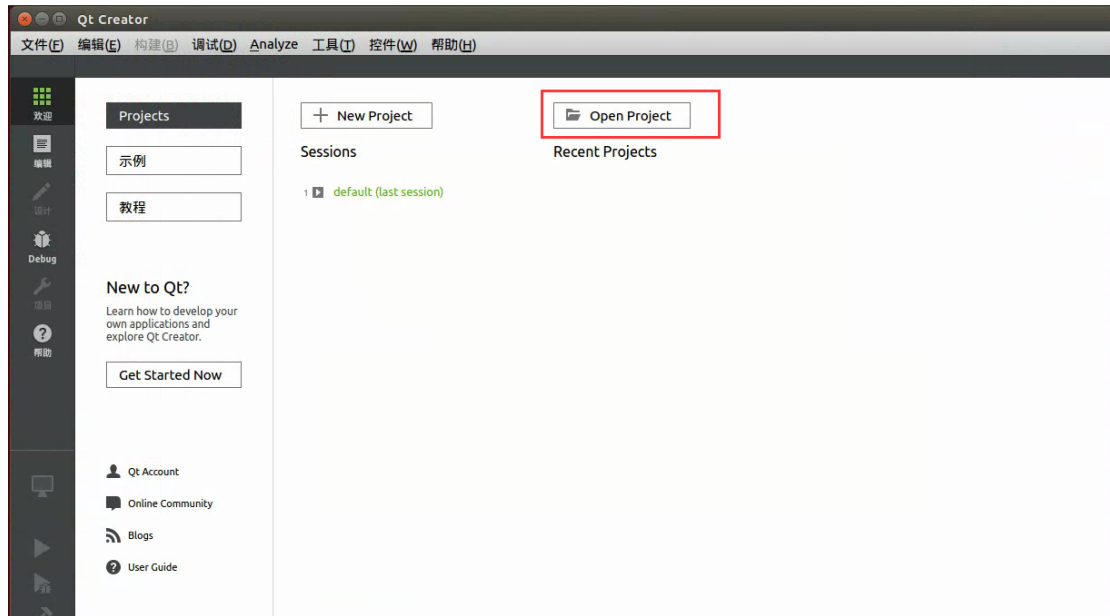 Qt Creator
文件(F) 编辑(E) 构建(B) 调试(D) Analyze 工具(T) 控件(W) 帮助(H)
欢迎
编辑
设计
Debug
项目
帮助
Projects
示例
教程
New to Qt?
Learn how to develop your
own applications and
explore Qt Creator.
Get Started Now
Qt Account
Online Community
Blogs
User Guide
New Project
Sessions
1 default (last session)
Open Project
Recent Projects